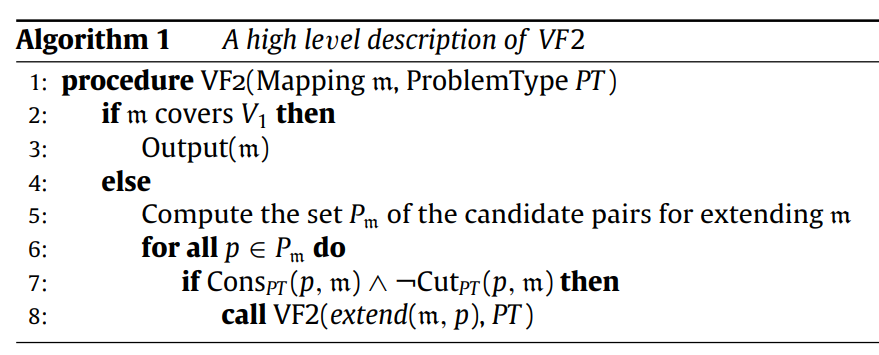 Algorithm 1 A high level description of VF2
1: procedure VF2(Mapping 𝔪, ProblemType PT)
2: if 𝔪 covers V₁ then
3: Output(𝔪)
4: else
5: Compute the set P𝔪 of the candidate pairs for extending 𝔪
6: for all p ∈ P𝔪 do
7: if Cons_PT(p, 𝔪) ∧ ¬Cut_PT(p, 𝔪) then
8: call VF2(extend(𝔪, p), PT)